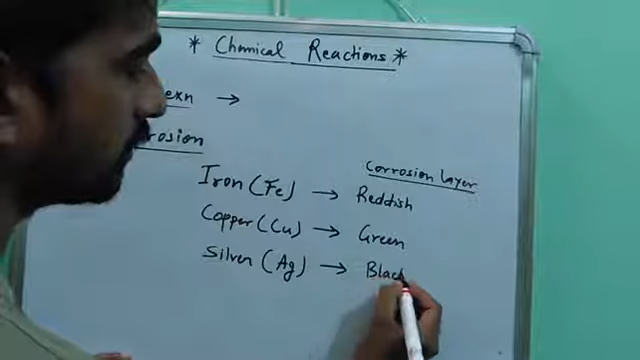 * Chemical Reactions *
exn →
rosion
Corrosion layer
Iron (Fe) → Reddish
Copper (Cu) → Green
Silver (Ag) → Black